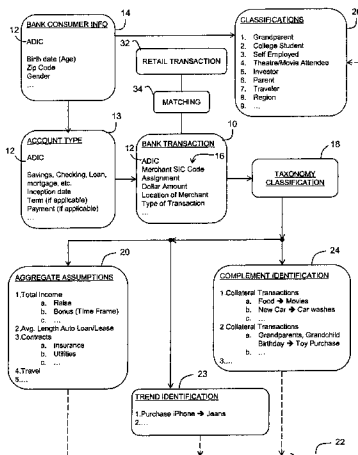 14
BANK CONSUMER INFO
12
ADIC
Birth date (Age)
Zip Code
Gender
...
32
RETAIL TRANSACTION
34
MATCHING
CLASSIFICATIONS
1. Grandparent
2. College Student
3. Self Employed
4. Theatre/Movie Attendee
5. Investor
6. Parent
7. Traveler
8. Region
9. ...
13
ACCOUNT TYPE
12
ADIC
Savings, Checking, Loan,
mortgage, etc.
Inception date
Term (if applicable)
Payment (if applicable)
10
BANK TRANSACTION
12
ADIC
16
Merchant SIC Code
Assignment
Dollar Amount
Location of Merchant
Type of Transaction
...
18
TAXONOMY
CLASSIFICATION
20
AGGREGATE ASSUMPTIONS
1.Total Income
a. Raise
b. Bonus (Time Frame)
c. ...
2.Avg. Length Auto Loan/Lease
3.Contracts
a. Insurance
b. Utilities
c. ...
4.Travel
5....
24
COMPLEMENT IDENTIFICATION
1.Collateral Transactions
a. Food → Movies
b. New Car → Car washes
c. ...
2 Collateral Transactions
a. Grandparents, Grandchild
Birthday → Toy Purchase
b. ...
3....
23
TREND IDENTIFICATION
1.Purchase iPhone → Jeans
2....
22